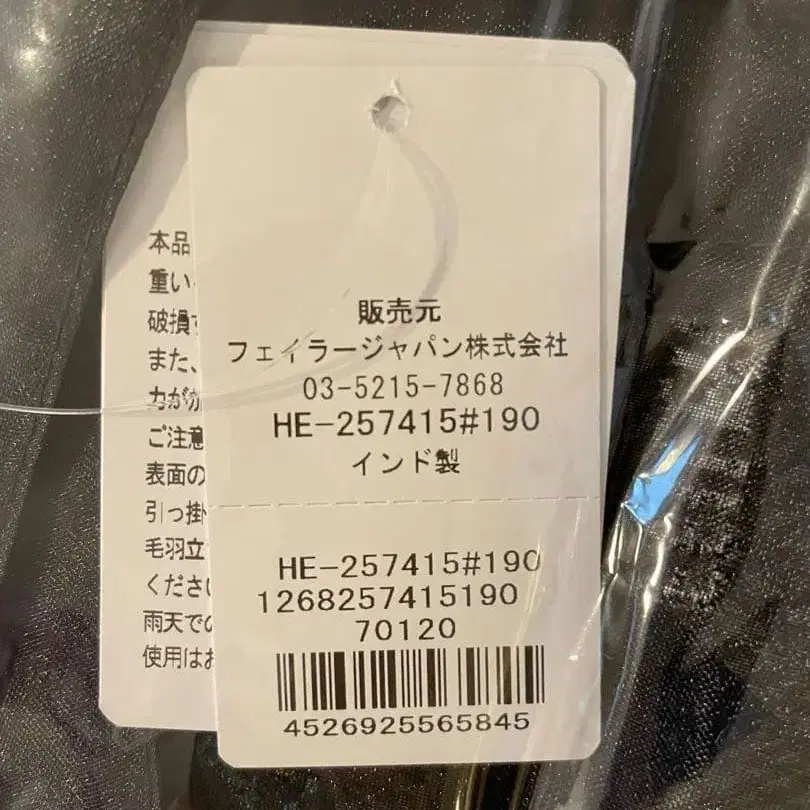 販売元
フェイラージャパン株式会社
03-5215-7868
HE-257415#190
インド製
HE-257415#190
1268257415190
70120
4526925565845
本品
重い
破損
また、
力が
ご注意
表面の
引っ掛
毛羽立
くださ
雨天での
使用はお